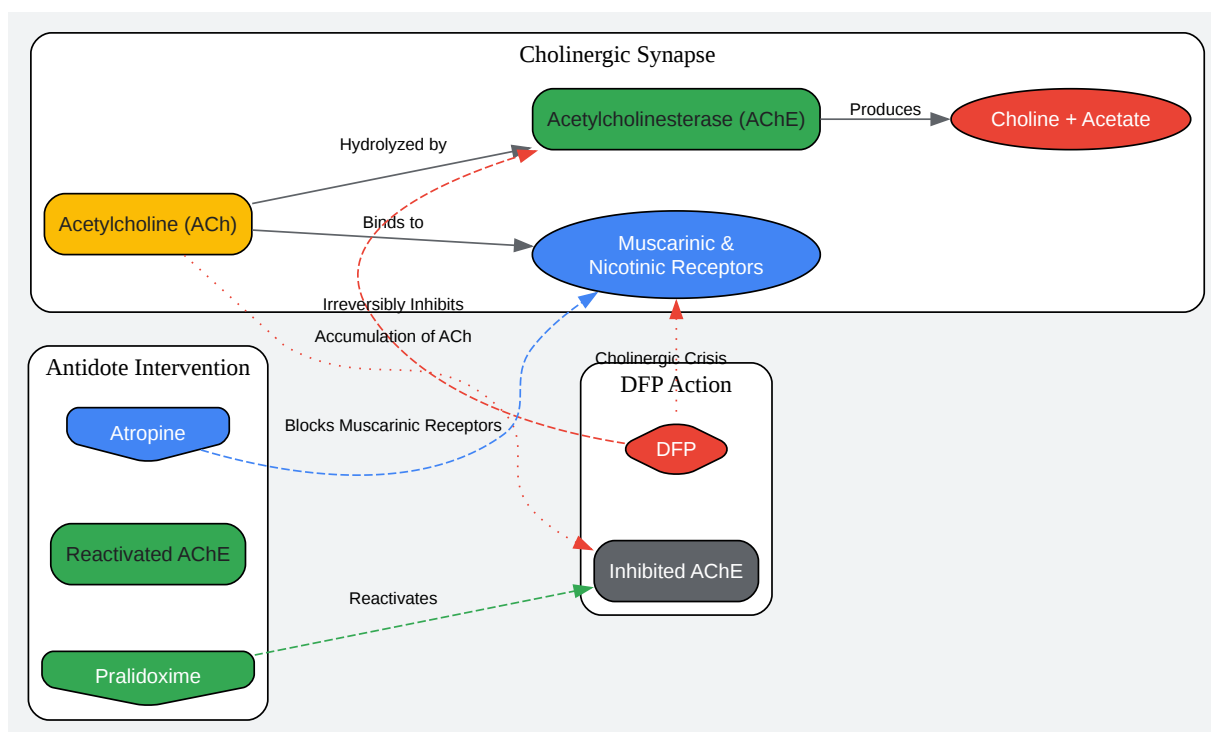 Cholinergic Synapse
Acetylcholinesterase (AChE)
Produces
Choline + Acetate
Hydrolyzed by
Acetylcholine (ACh)
Binds to
Muscarinic &
Nicotinic Receptors
Irreversibly Inhibits
Accumulation of ACh
Cholinergic Crisis
Antidote Intervention
DFP Action
Atropine
Blocks Muscarinic Receptors
DFP
Reactivated AChE
Inhibited AChE
Reactivates
Pralidoxime